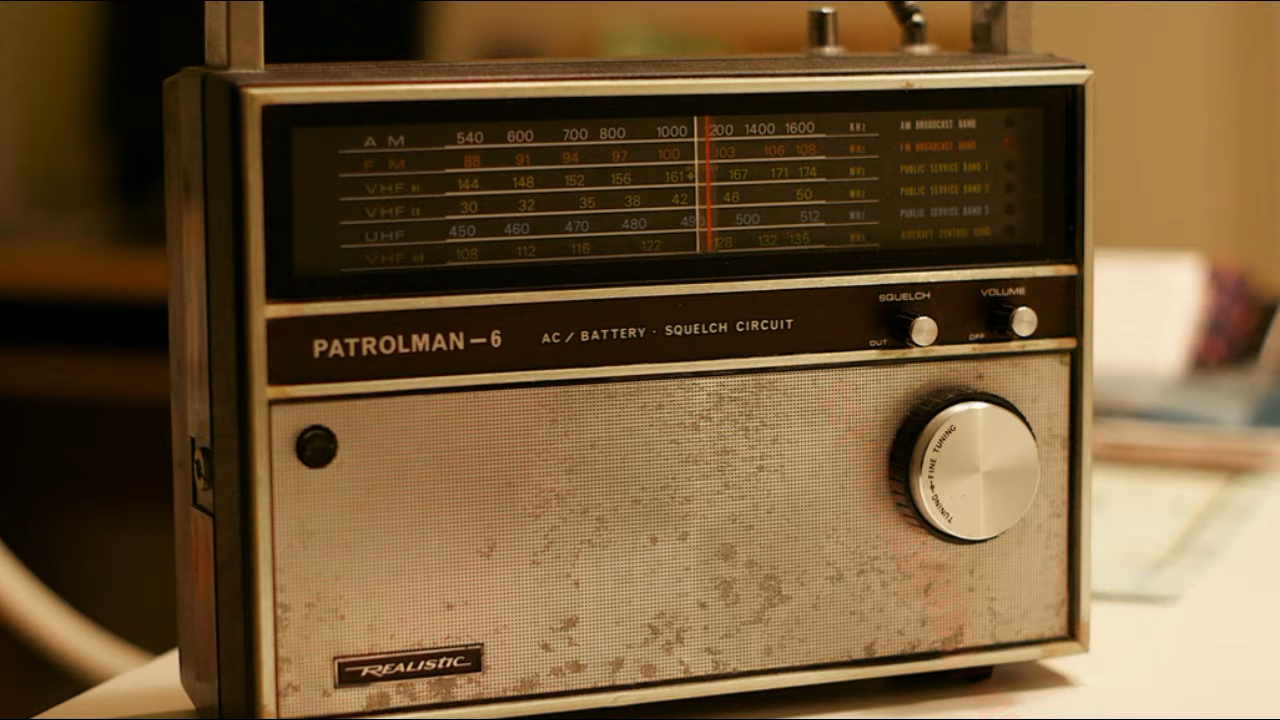 AM 540 600 700 800 1000 200 1400 1600 KHz AM BROADCAST BAND
FM 88 91 94 97 100 103 106 108 MHz FM BROADCAST BAND
VHF 144 148 152 156 161 167 171 174 MHz PUBLIC SERVICE BAND 1
VHF 30 32 35 38 42 46 50 MHz PUBLIC SERVICE BAND 2
UHF 450 460 470 480 490 500 512 MHz PUBLIC SERVICE BAND 3
VHF 108 112 116 122 128 132 135 MHz AIRCRAFT CONTROL BAND
SQUELCH VOLUME
PATROLMAN–6 AC/BATTERY · SQUELCH CIRCUIT
OUT OFF
TUNING FINE TUNING
REALISTIC